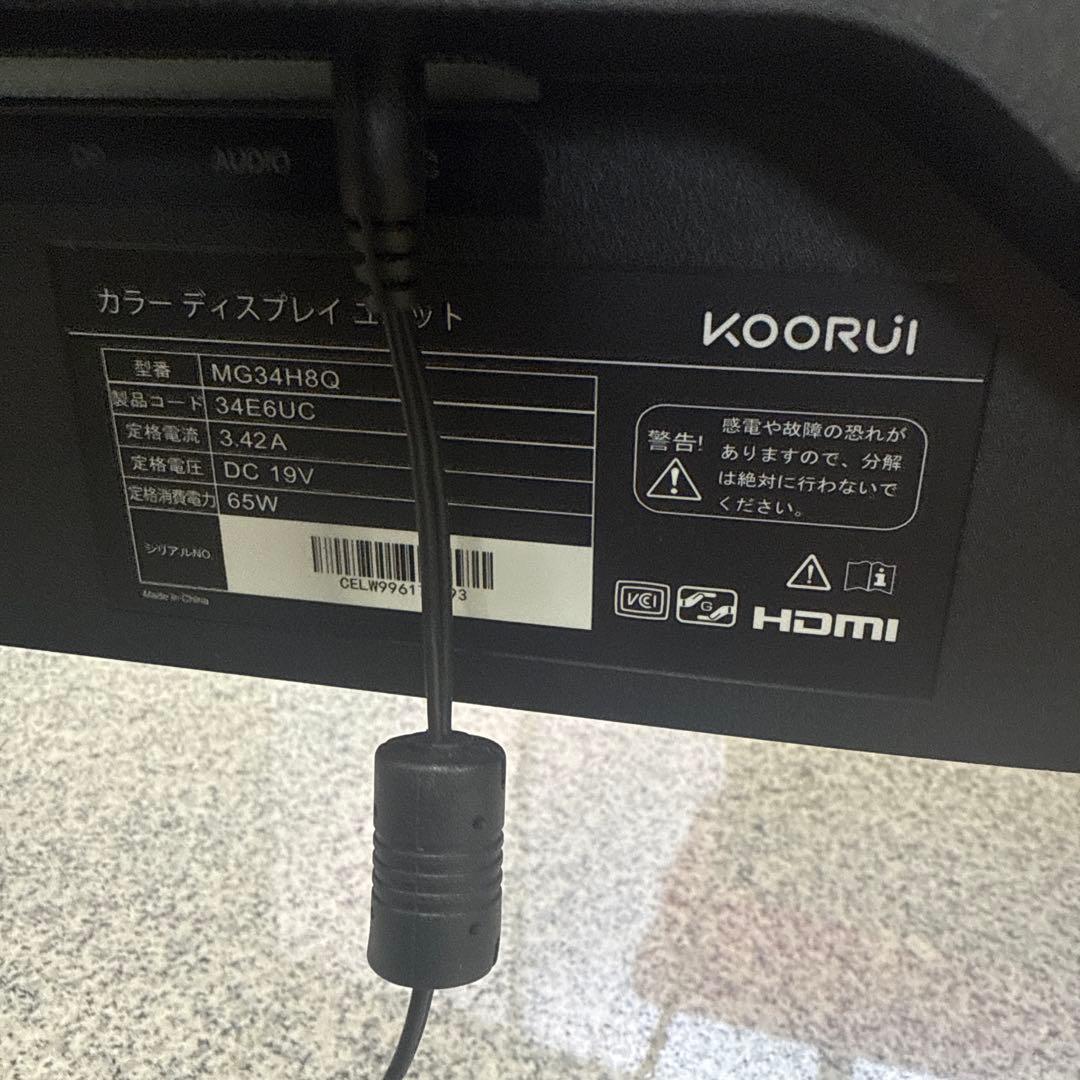 AUDIO
カラー ディスプレイ ユ ット
KOORUI
型番 MG34H8Q
製品コード 34E6UC
定格電流 3.42A
定格電圧 DC 19V
定格消費電力 65W
シリアルNO
CELW9961 93
Made in China
警告!
感電や故障の恐れが
ありますので、分解
は絶対に行わないで
ください。
VCCI
G
HDMI